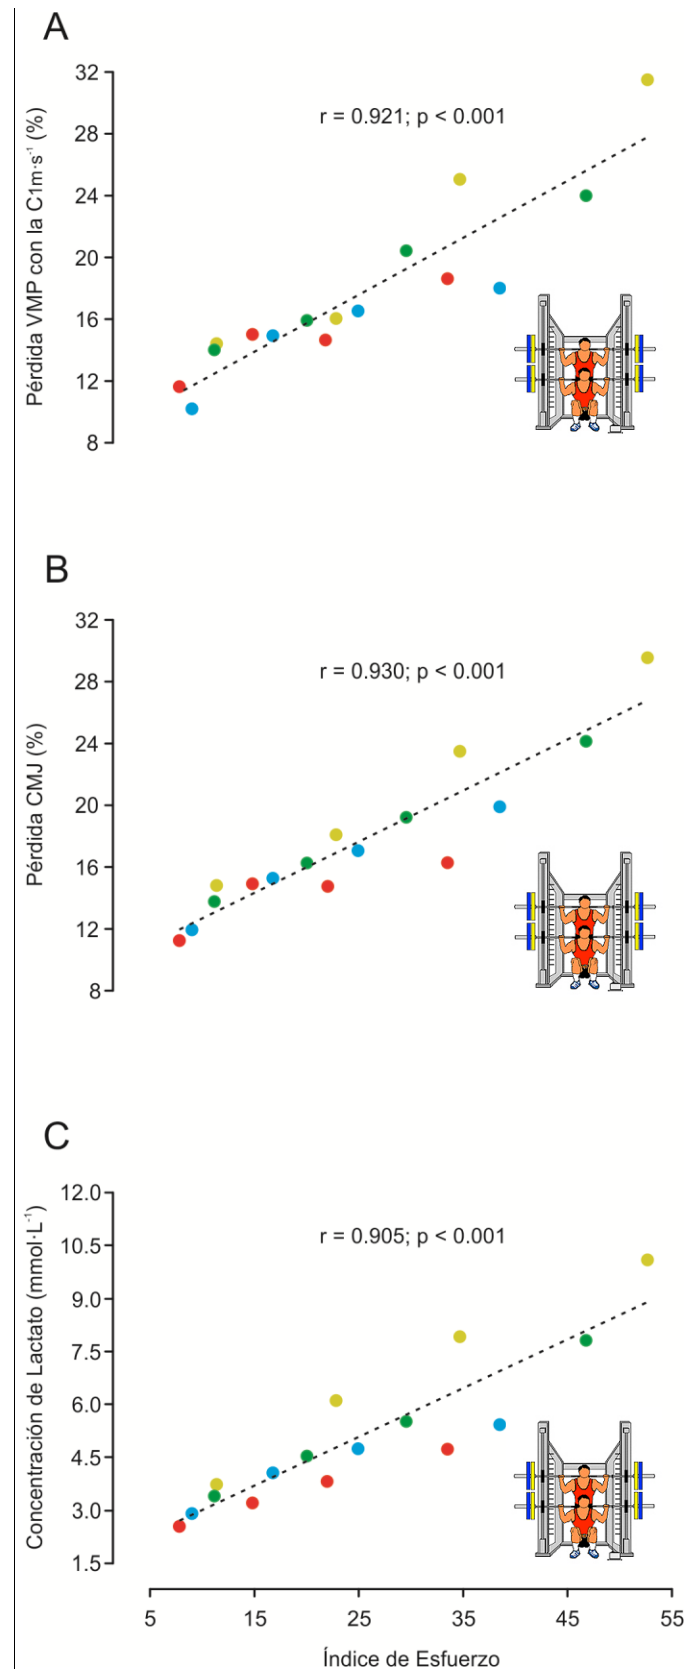 A
32
28
24
20
16
12
8
Pérdida VMP con la C1m·s⁻¹ (%)
r = 0.921; p < 0.001
B
32
28
24
20
16
12
8
Pérdida CMJ (%)
r = 0.930; p < 0.001
C
12.0
10.5
9.0
7.5
6.0
4.5
3.0
1.5
Concentración de Lactato (mmol·L⁻¹)
r = 0.905; p < 0.001
5 15 25 35 45 55
Índice de Esfuerzo